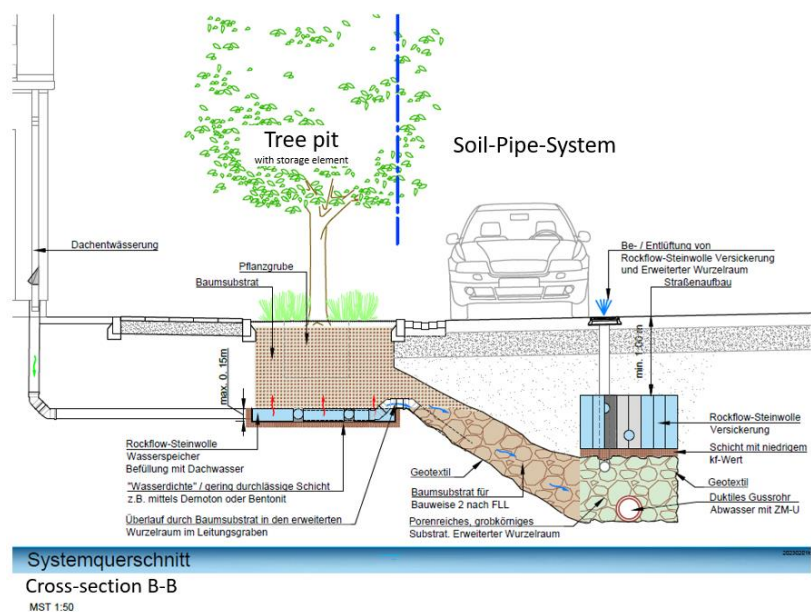 Tree pit
with storage element
Soil-Pipe-System
Dachentwässerung
Pflanzgrube
Baumsubstrat
Be- / Entlüftung von
Rockflow-Steinwolle Versickerung
und Erweiterter Wurzelraum
Straßenaufbau
min. 1:00 m
max. 0, 15m
Rockflow-Steinwolle
Wasserspeicher
Befüllung mit Dachwasser
"Wasserdichte" / gering durchlässige Schicht
z.B. mittels Dernoton oder Bentonit
Überlauf durch Baumsubstrat in den erweiterten
Wurzelraum im Leitungsgraben
Geotextil
Baumsubstrat für
Bauweise 2 nach FLL
Porenreiches, grobkörniges
Substrat. Erweiterter Wurzelraum
Rockflow-Steinwolle
Versickerung
Schicht mit niedrigem
kf-Wert
Geotextil
Duktiles Gussrohr
Abwasser mit ZM-U
Systemquerschnitt
Cross-section B-B
MST 1:50